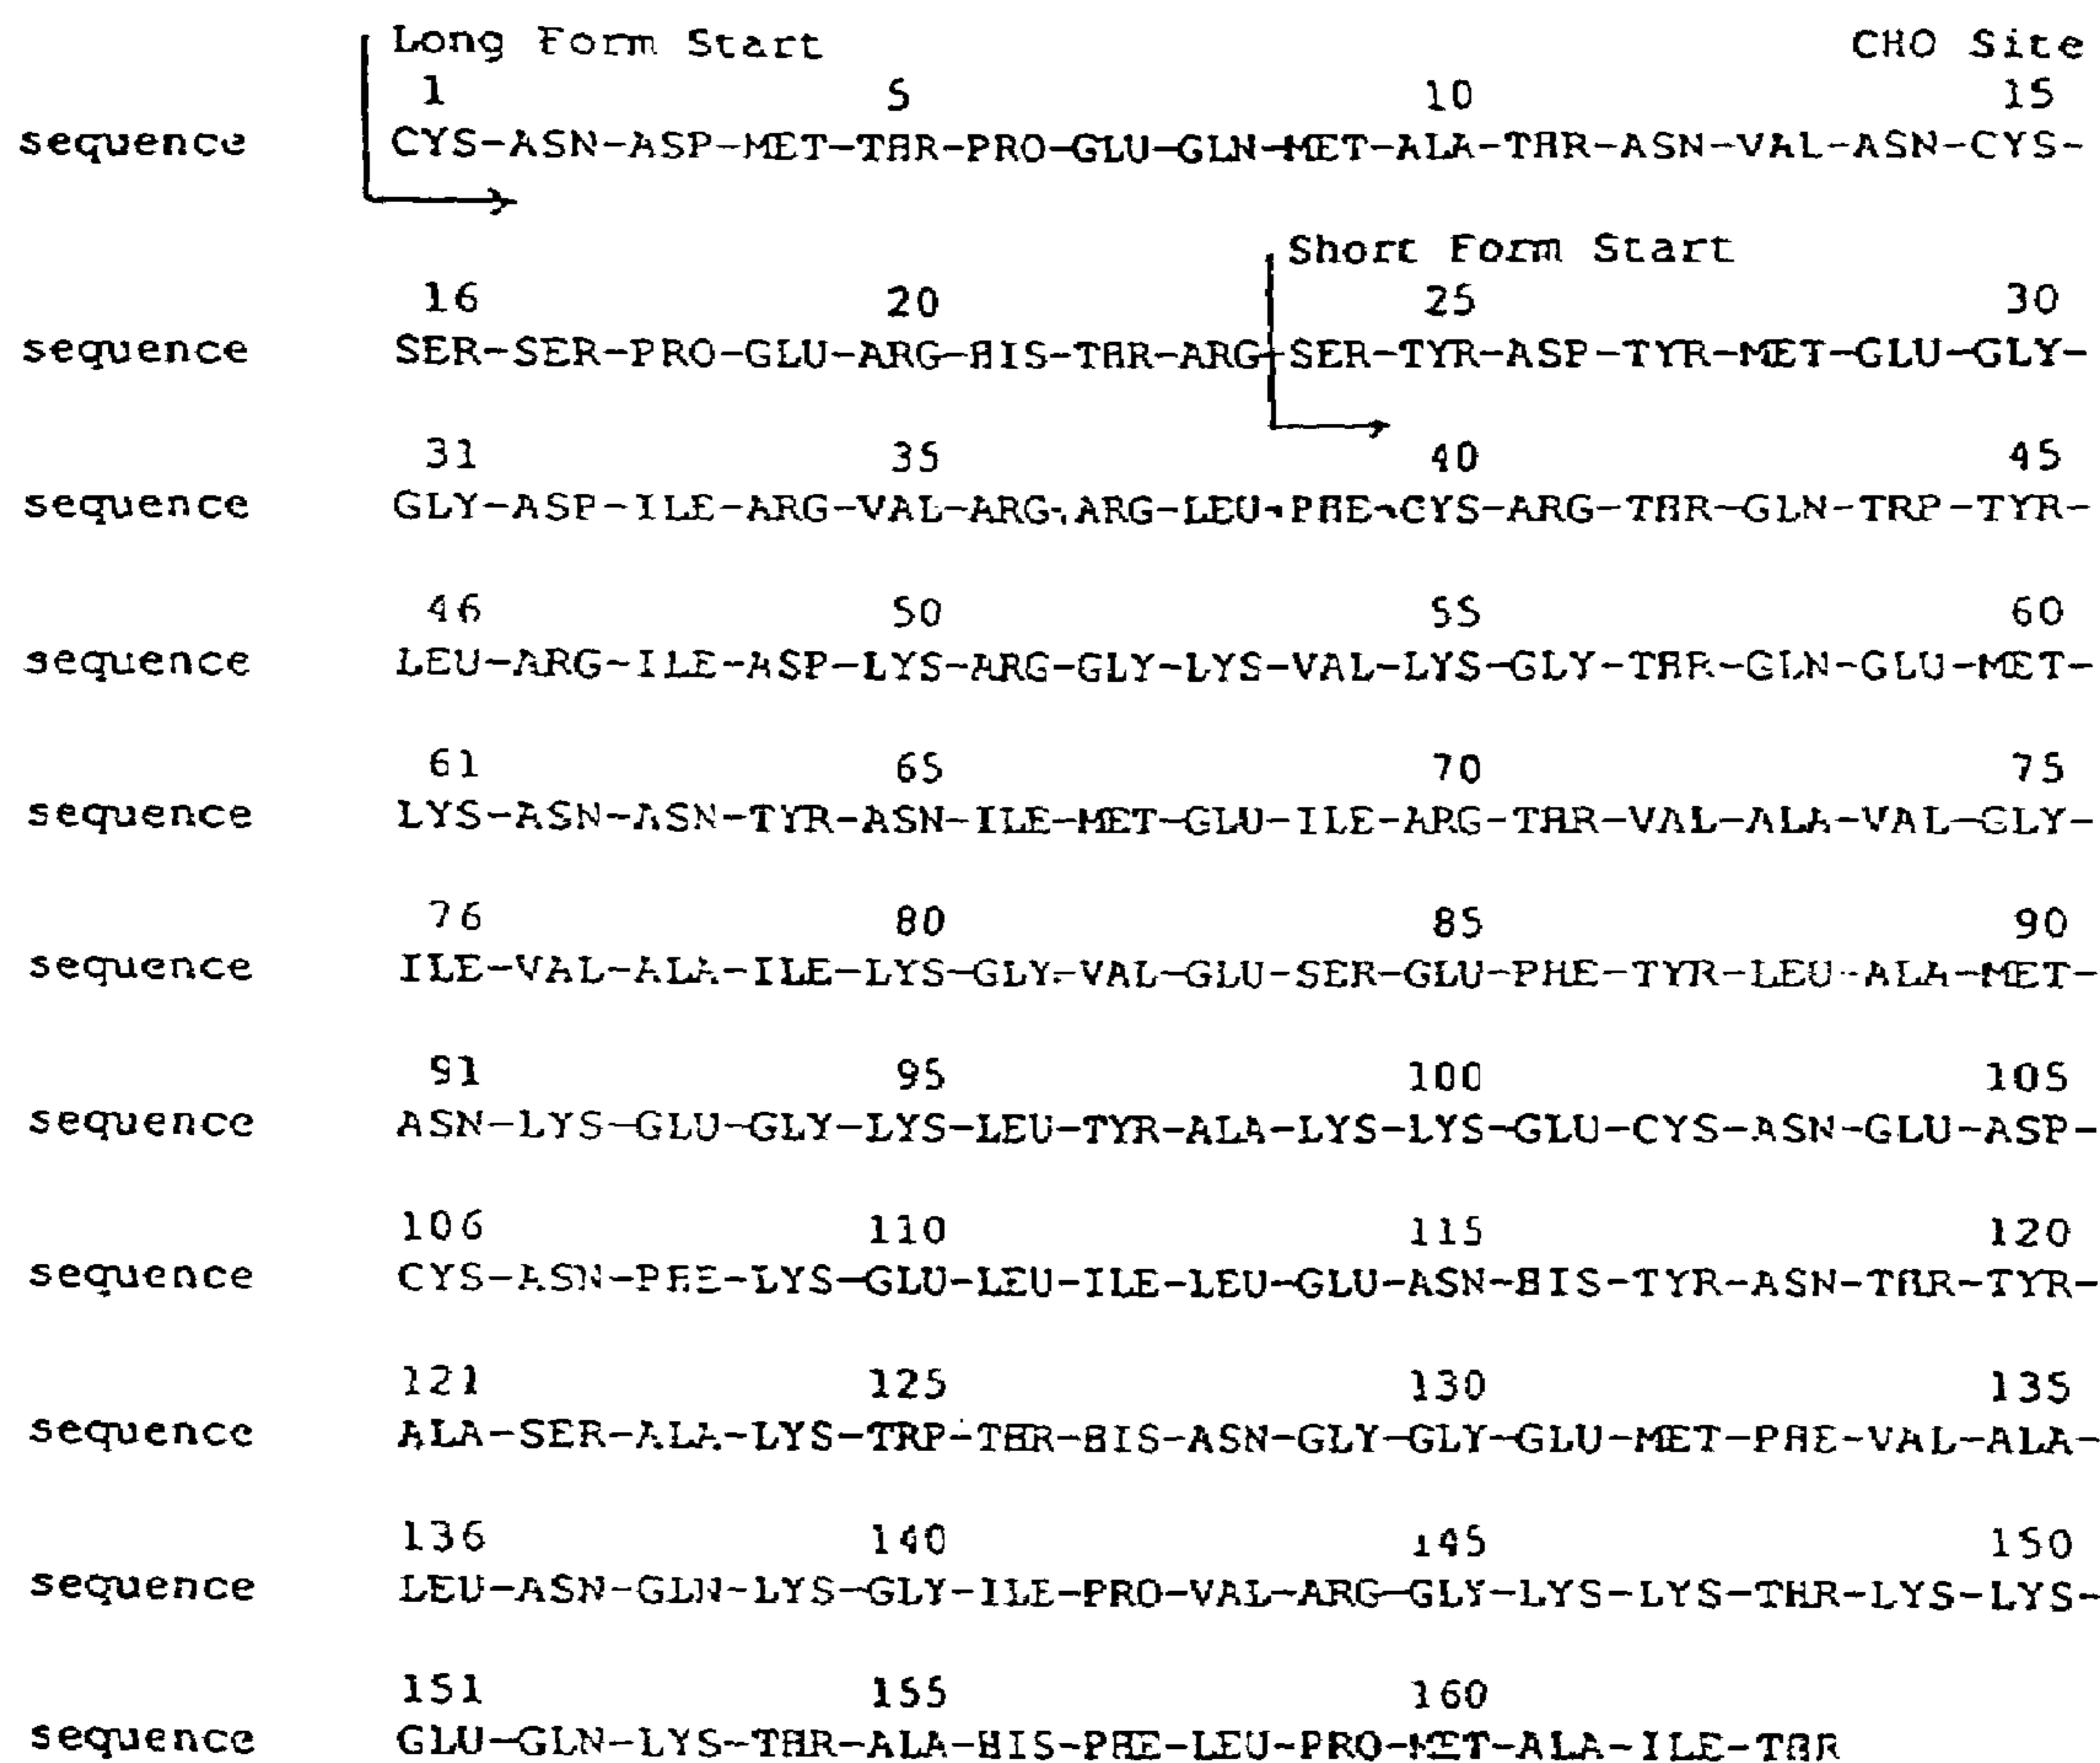 Long Form Start CHO Site
1 5 10 15
sequence CYS-ASN-ASP-MET-THR-PRO-GLU-GLN-MET-ALA-THR-ASN-VAL-ASN-CYS-
Short Form Start
16 20 25 30
sequence SER-SER-PRO-GLU-ARG-HIS-THR-ARG-SER-TYR-ASP-TYR-MET-GLU-GLY-
31 35 40 45
sequence GLY-ASP-ILE-ARG-VAL-ARG-ARG-LEU-PHE-CYS-ARG-THR-GLN-TRP-TYR-
46 50 55 60
sequence LEU-ARG-ILE-ASP-LYS-ARG-GLY-LYS-VAL-LYS-GLY-THR-GLN-GLU-MET-
61 65 70 75
sequence LYS-ASN-ASN-TYR-ASN-ILE-MET-GLU-ILE-ARG-THR-VAL-ALA-VAL-GLY-
76 80 85 90
sequence ILE-VAL-ALA-ILE-LYS-GLY-VAL-GLU-SER-GLU-PHE-TYR-LEU-ALA-MET-
91 95 100 105
sequence ASN-LYS-GLU-GLY-LYS-LEU-TYR-ALA-LYS-LYS-GLU-CYS-ASN-GLU-ASP-
106 110 115 120
sequence CYS-ASN-PHE-LYS-GLU-LEU-ILE-LEU-GLU-ASN-HIS-TYR-ASN-THR-TYR-
121 125 130 135
sequence ALA-SER-ALA-LYS-TRP-THR-HIS-ASN-GLY-GLY-GLU-MET-PHE-VAL-ALA-
136 140 145 150
sequence LEU-ASN-GLN-LYS-GLY-ILE-PRO-VAL-ARG-GLY-LYS-LYS-THR-LYS-LYS-
151 155 160
sequence GLU-GLN-LYS-THR-ALA-HIS-PHE-LEU-PRO-MET-ALA-ILE-THR